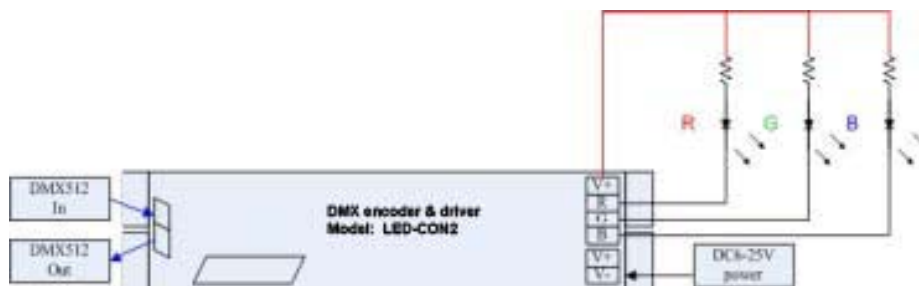 R
G
B
DMX512
In
DMX512
Out
DMX encoder & driver
Model: LED-CON2
V+
R
G
B
V+
V-
DC6-25V
power